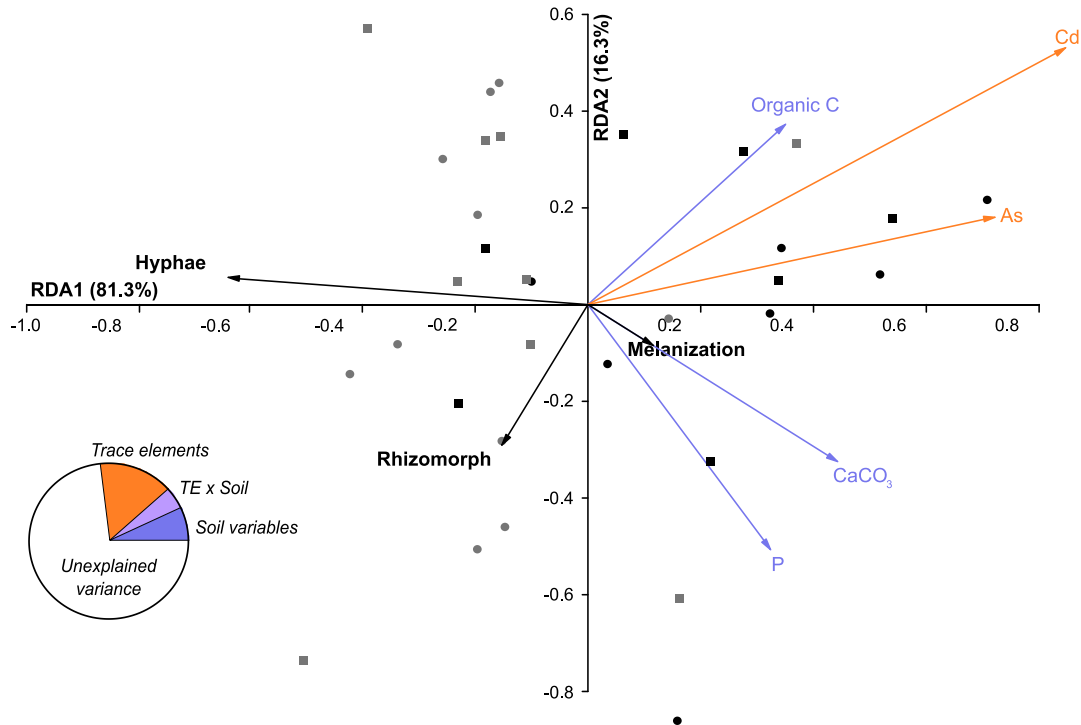 0.6
RDA2 (16.3%)
Cd
Organic C
0.4
0.2
As
Hyphae
RDA1 (81.3%)
-1.0
-0.8
-0.6
-0.4
-0.2
0.2
0.4
0.6
0.8
Melanization
-0.2
Rhizomorph
Trace elements
-0.4
CaCO₃
TE x Soil
Soil variables
P
Unexplained
variance
-0.6
-0.8